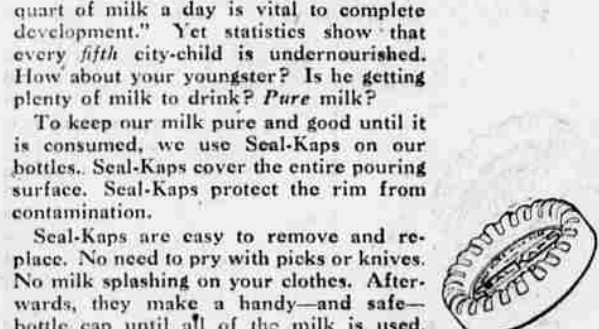 quart of milk a day is vital to complete
development." Yet statistics show that
every fifth city-child is undernourished.
How about your youngster? Is he getting
plenty of milk to drink? Pure milk?
To keep our milk pure and good until it
is consumed, we use Seal-Kaps on our
bottles. Seal-Kaps cover the entire pouring
surface. Seal-Kaps protect the rim from
contamination.
Seal-Kaps are easy to remove and re-
place. No need to pry with picks or knives.
No milk splashing on your clothes. After-
wards, they make a handy—and safe—
bottle cap until all of the milk is used.